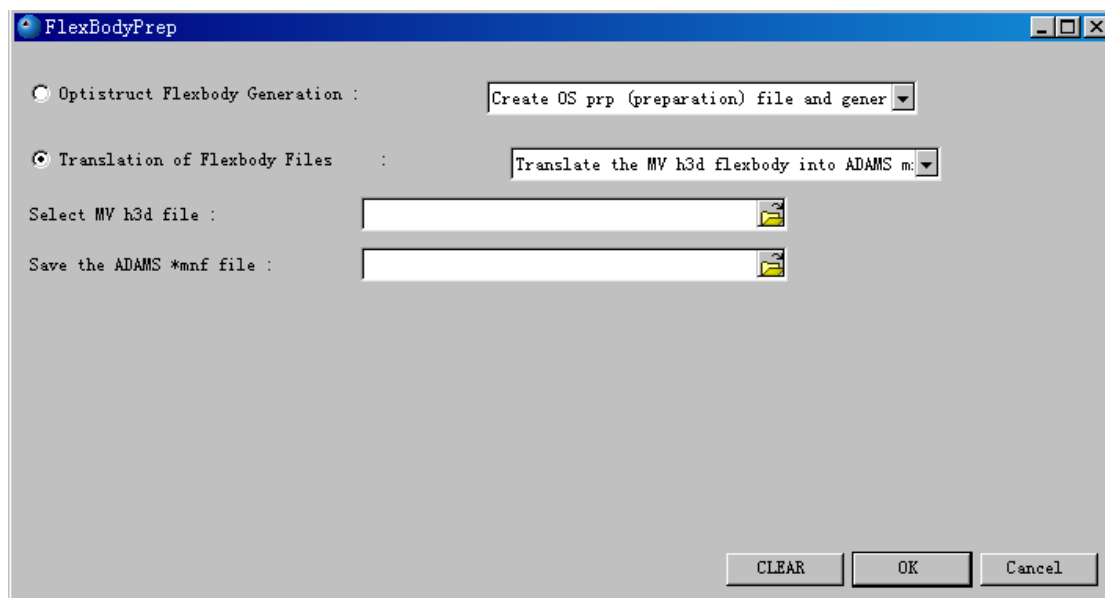 FlexBodyPrep
Optistruct Flexbody Generation :
Create OS prp (preparation) file and gener
Translation of Flexbody Files :
Translate the MV h3d flexbody into ADAMS m
Select MV h3d file :
Save the ADAMS *mnf file :
CLEAR
OK
Cancel